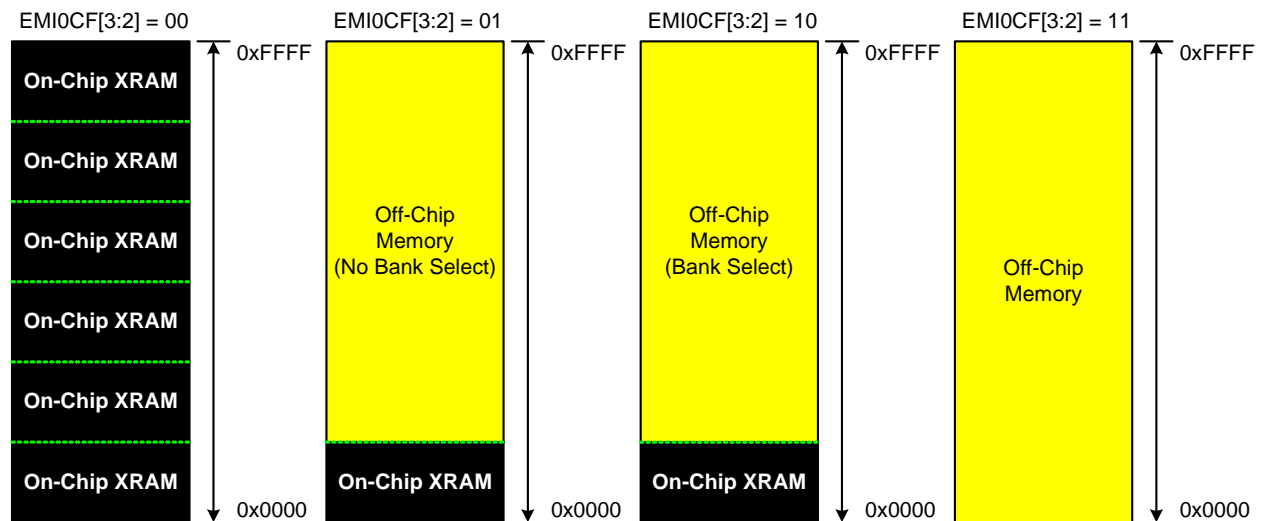 EMI0CF[3:2] = 00
EMI0CF[3:2] = 01
EMI0CF[3:2] = 10
EMI0CF[3:2] = 11
On-Chip XRAM
On-Chip XRAM
On-Chip XRAM
On-Chip XRAM
On-Chip XRAM
On-Chip XRAM
0xFFFF
0x0000
Off-Chip
Memory
(No Bank Select)
On-Chip XRAM
0xFFFF
0x0000
Off-Chip
Memory
(Bank Select)
On-Chip XRAM
0xFFFF
0x0000
Off-Chip
Memory
0xFFFF
0x0000